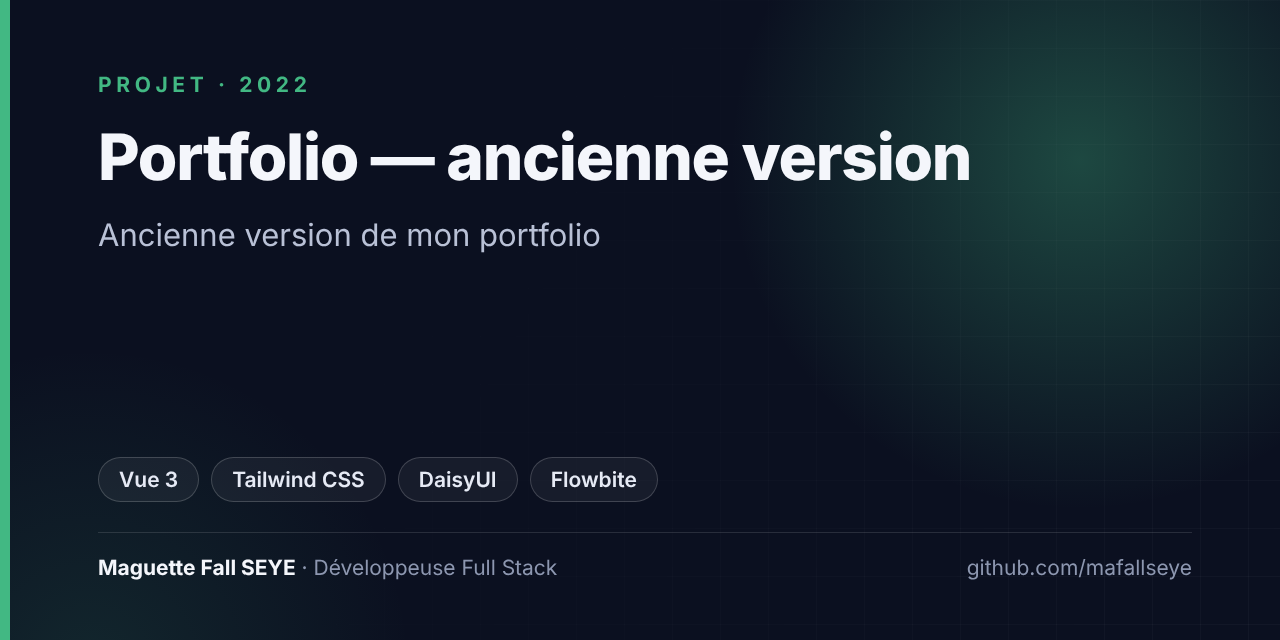 PROJET · 2022
Portfolio — ancienne version
Ancienne version de mon portfolio
Vue 3 Tailwind CSS DaisyUI Flowbite
Maguette Fall SEYE · Développeuse Full Stack github.com/mafallseye